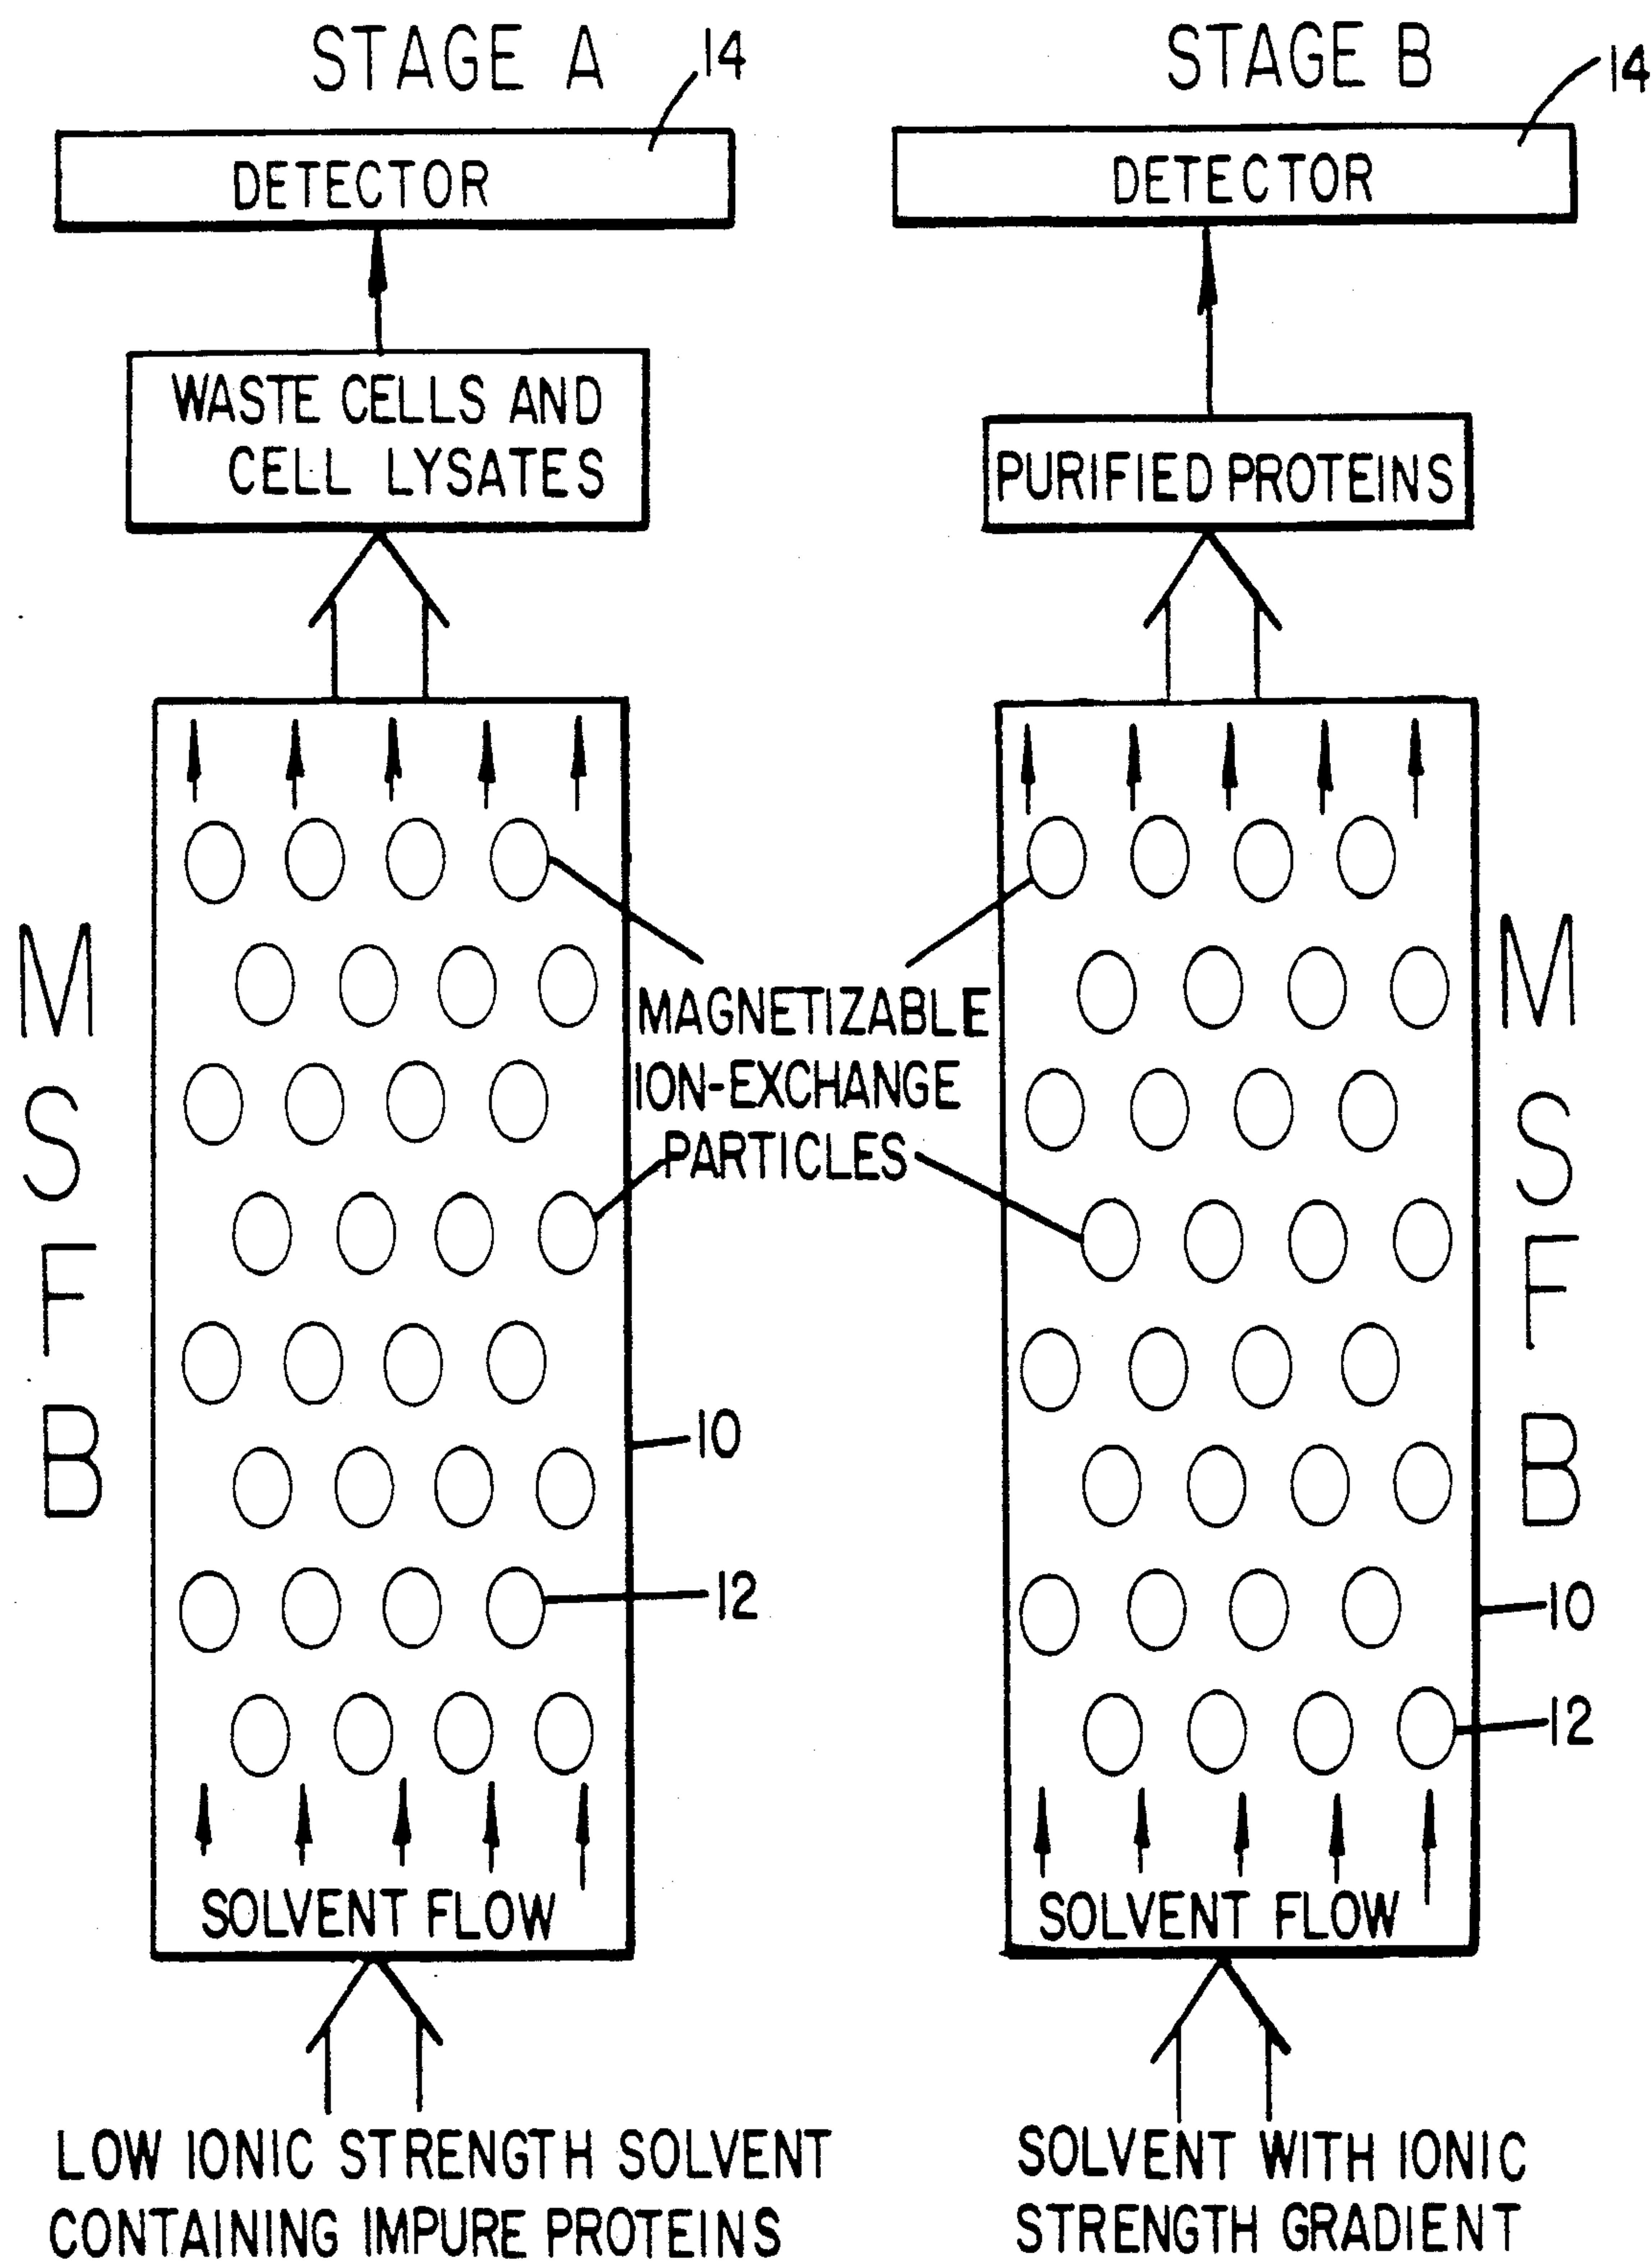 STAGE A
14
DETECTOR
WASTE CELLS AND
CELL LYSATES
M
S
F
B
SOLVENT FLOW
LOW IONIC STRENGTH SOLVENT
CONTAINING IMPURE PROTEINS
MAGNETIZABLE
ION-EXCHANGE
PARTICLES
10
12
STAGE B
14
DETECTOR
PURIFIED PROTEINS
M
S
F
B
10
12
SOLVENT FLOW
SOLVENT WITH IONIC
STRENGTH GRADIENT